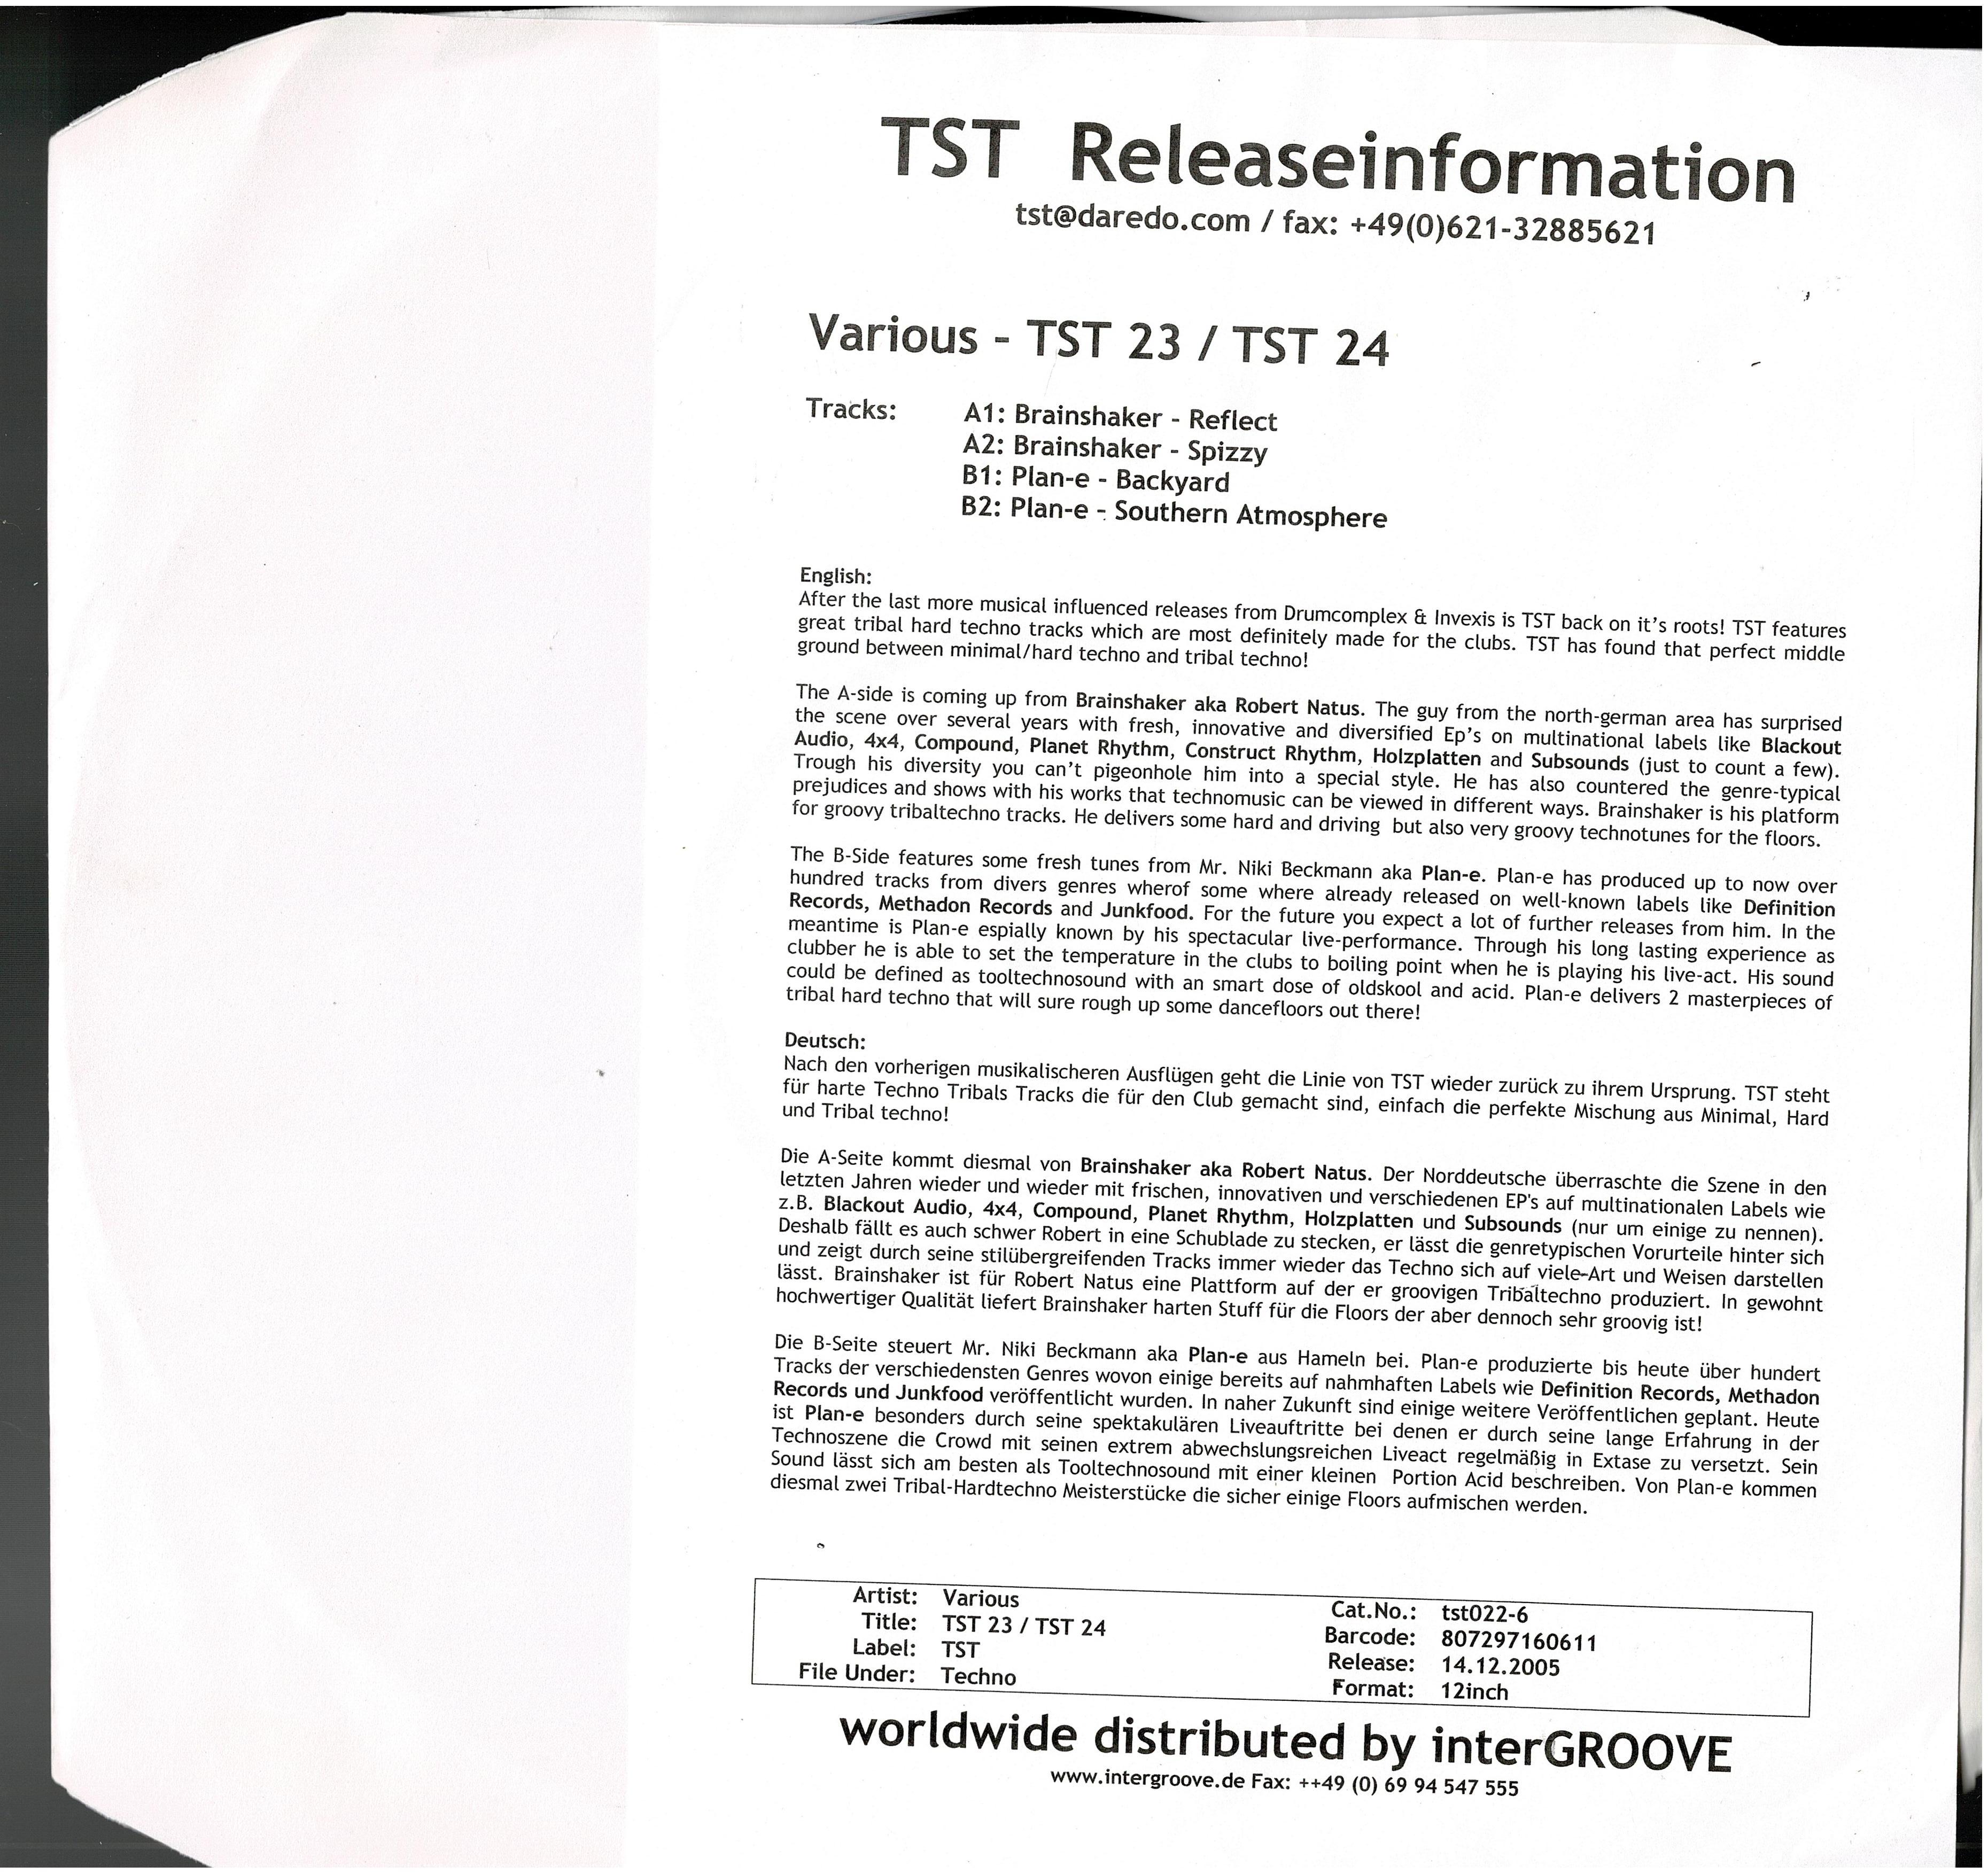 TST Releaseinformation
tst@daredo.com / fax: +49(0)621-32885621
Various - TST 23 / TST 24
Tracks:
A1: Brainshaker - Reflect
A2: Brainshaker - Spizzy
B1: Plan-e - Backyard
B2: Plan-e - Southern Atmosphere
English:
After the last more musical influenced releases from Drumcomplex & Invexis is TST back on it's roots! TST features
great tribal hard techno tracks which are most definitely made for the clubs. TST has found that perfect middle
ground between minimal/hard techno and tribal techno!
The A-side is coming up from Brainshaker aka Robert Natus. The guy from the north-german area has surprised
the scene over several years with fresh, innovative and diversified Ep's on multinational labels like Blackout
Audio, 4x4, Compound, Planet Rhythm, Construct Rhythm, Holzplatten and Subsounds (just to count a few).
Trough his diversity you can't pigeonhole him into a special style. He has also countered the genre-typical
prejudices and shows with his works that technomusic can be viewed in different ways. Brainshaker is his platform
for groovy tribaltechno tracks. He delivers some hard and driving but also very groovy technotunes for the floors.
The B-Side features some fresh tunes from Mr. Niki Beckmann aka Plan-e. Plan-e has produced up to now over
hundred tracks from divers genres wherof some where already released on well-known labels like Definition
Records, Methadon Records and Junkfood. For the future you expect a lot of further releases from him. In the
meantime is Plan-e espially known by his spectacular live-performance. Through his long lasting experience as
clubber he is able to set the temperature in the clubs to boiling point when he is playing his live-act. His sound
could be defined as tooltechnosound with an smart dose of oldskool and acid. Plan-e delivers 2 masterpieces of
tribal hard techno that will sure rough up some dancefloors out there!
Deutsch:
Nach den vorherigen musikalischeren Ausflügen geht die Linie von TST wieder zurück zu ihrem Ursprung. TST steht
für harte Techno Tribals Tracks die für den Club gemacht sind, einfach die perfekte Mischung aus Minimal, Hard
und Tribal techno!
Die A-Seite kommt diesmal von Brainshaker aka Robert Natus. Der Norddeutsche überraschte die Szene in den
letzten Jahren wieder und wieder mit frischen, innovativen und verschiedenen EP's auf multinationalen Labels wie
z.B. Blackout Audio, 4x4, Compound, Planet Rhythm, Holzplatten und Subsounds (nur um einige zu nennen).
Deshalb fällt es auch schwer Robert in eine Schublade zu stecken, er lässt die genretypischen Vorurteile hinter sich
und zeigt durch seine stilübergreifenden Tracks immer wieder das Techno sich auf viele-Art und Weisen darstellen
lässt. Brainshaker ist für Robert Natus eine Plattform auf der er groovigen Tribaltechno produziert. In gewohnt
hochwertiger Qualität liefert Brainshaker harten Stuff für die Floors der aber dennoch sehr groovig ist!
Die B-Seite steuert Mr. Niki Beckmann aka Plan-e aus Hameln bei. Plan-e produzierte bis heute über hundert
Tracks der verschiedensten Genres wovon einige bereits auf nahmhaften Labels wie Definition Records, Methadon
Records und Junkfood veröffentlicht wurden. In naher Zukunft sind einige weitere Veröffentlichen geplant. Heute
ist Plan-e besonders durch seine spektakulären Liveauftritte bei denen er durch seine lange Erfahrung in der
Technoszene die Crowd mit seinen extrem abwechslungsreichen Liveact regelmäßig in Extase zu versetzt. Sein
Sound lässt sich am besten als Tooltechnosound mit einer kleinen Portion Acid beschreiben. Von Plan-e kommen
diesmal zwei Tribal-Hardtechno Meisterstücke die sicher einige Floors aufmischen werden.
Artist: Various
Title: TST 23 / TST 24
Label: TST
File Under: Techno
Cat.No.: tst022-6
Barcode: 807297160611
Release: 14.12.2005
Format: 12inch
worldwide distributed by interGROOVE
www.intergroove.de Fax: ++49 (0) 69 94 547 555